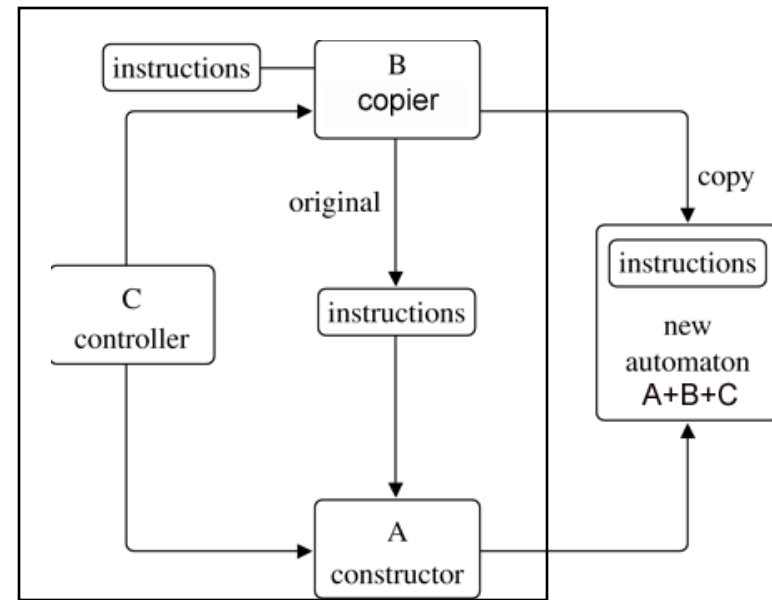 instructions
B
copier
copy
original
instructions
C
controller
instructions
new
automaton
A+B+C
A
constructor